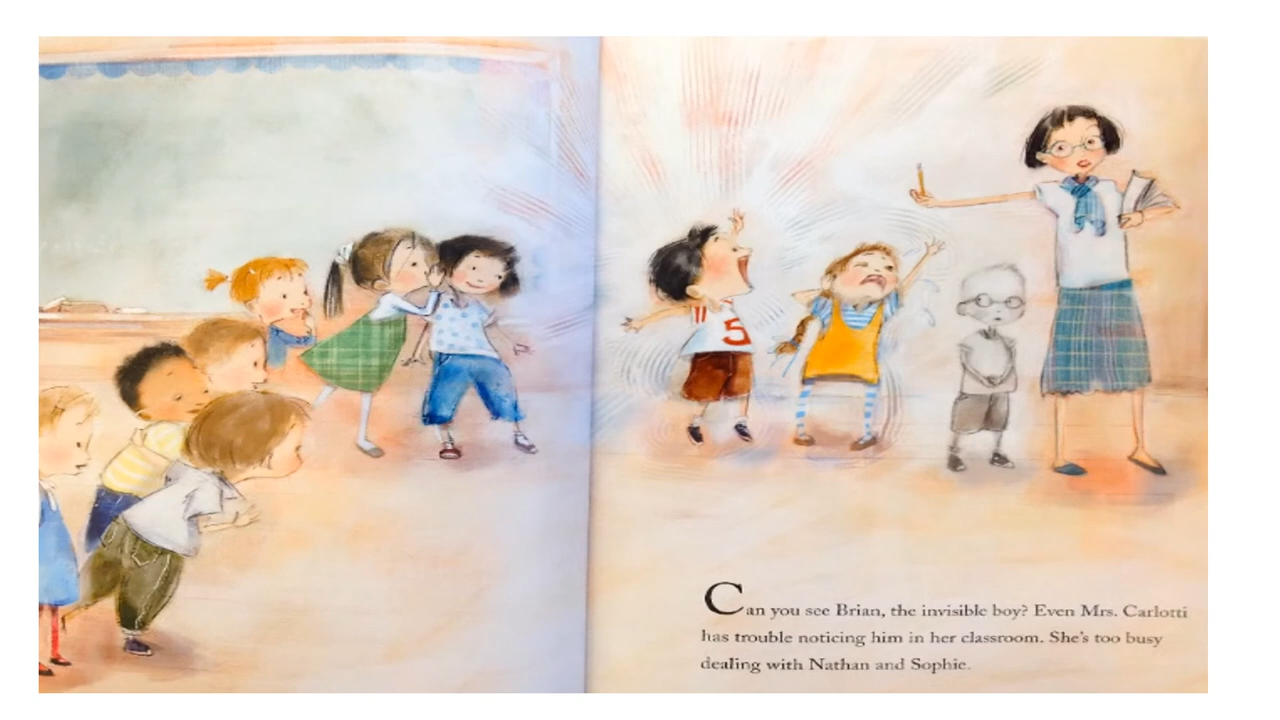 5
Can you see Brian, the invisible boy? Even Mrs. Carlotti
has trouble noticing him in her classroom. She's too busy
dealing with Nathan and Sophie.